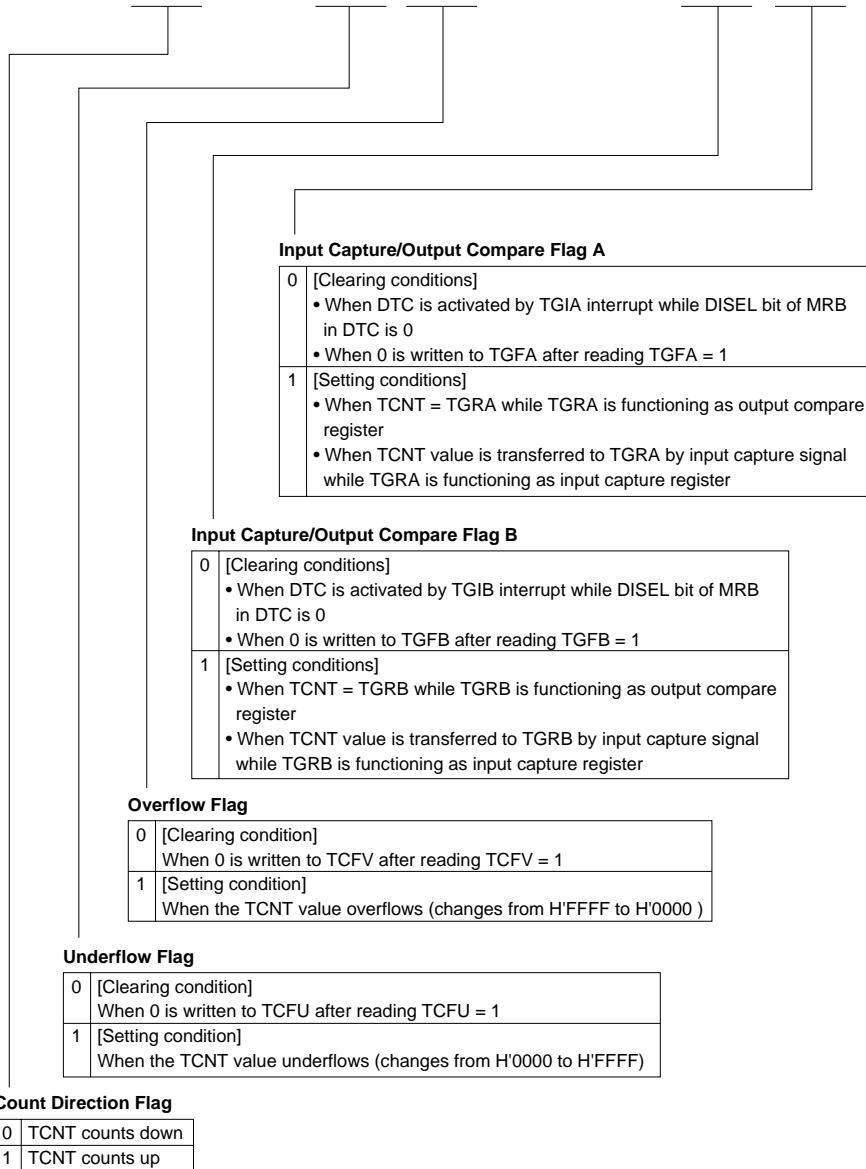 Input Capture/Output Compare Flag A
0 [Clearing conditions]
• When DTC is activated by TGIA interrupt while DISEL bit of MRB
in DTC is 0
• When 0 is written to TGFA after reading TGFA = 1
1 [Setting conditions]
• When TCNT = TGRA while TGRA is functioning as output compare
register
• When TCNT value is transferred to TGRA by input capture signal
while TGRA is functioning as input capture register
Input Capture/Output Compare Flag B
0 [Clearing conditions]
• When DTC is activated by TGIB interrupt while DISEL bit of MRB
in DTC is 0
• When 0 is written to TGFB after reading TGFB = 1
1 [Setting conditions]
• When TCNT = TGRB while TGRB is functioning as output compare
register
• When TCNT value is transferred to TGRB by input capture signal
while TGRB is functioning as input capture register
Overflow Flag
0 [Clearing condition]
When 0 is written to TCFV after reading TCFV = 1
1 [Setting condition]
When the TCNT value overflows (changes from H'FFFF to H'0000 )
Underflow Flag
0 [Clearing condition]
When 0 is written to TCFU after reading TCFU = 1
1 [Setting condition]
When the TCNT value underflows (changes from H'0000 to H'FFFF)
Count Direction Flag
0 TCNT counts down
1 TCNT counts up